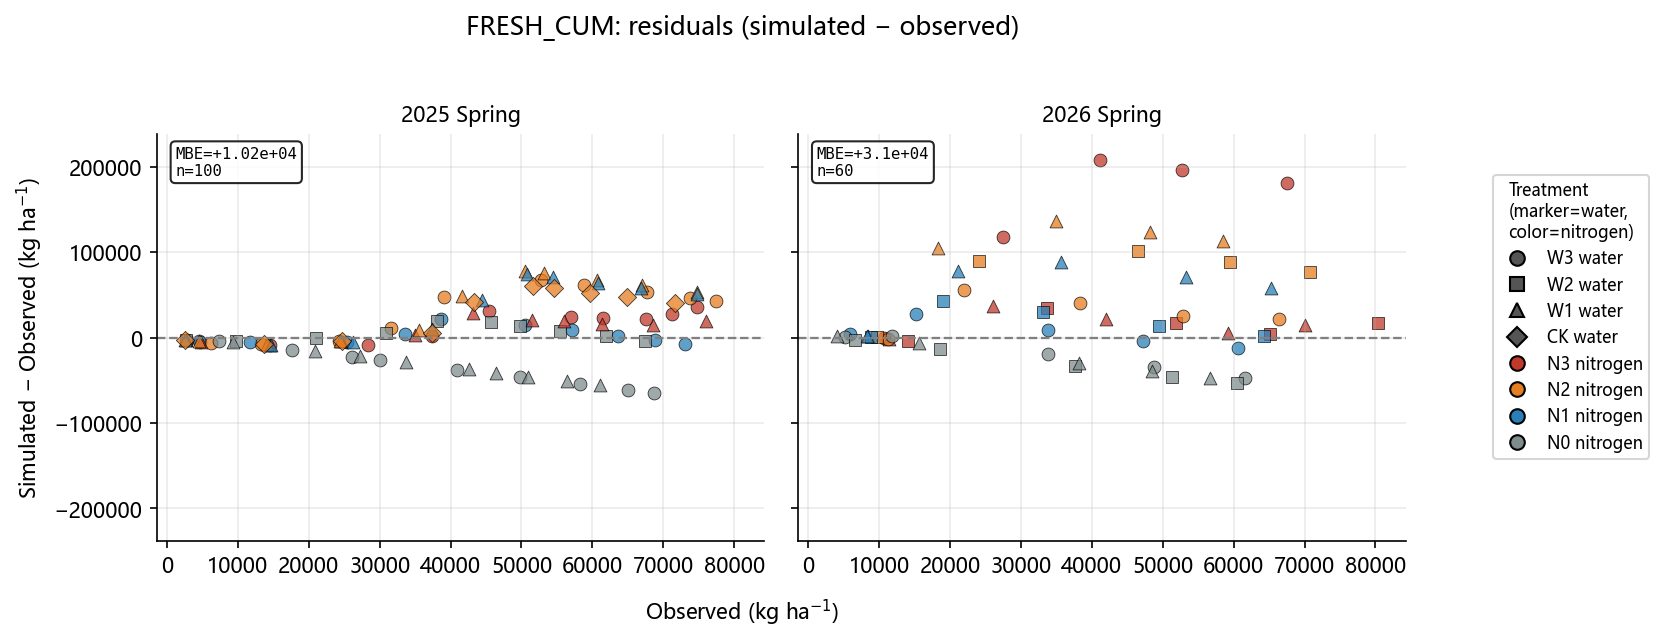 FRESH_CUM: residuals (simulated − observed)
2025 Spring
2026 Spring
MBE=+1.02e+04
n=100
MBE=+3.1e+04
n=60
200000
100000
0
−100000
−200000
Simulated − Observed (kg ha⁻¹)
0 10000 20000 30000 40000 50000 60000 70000 80000
0 10000 20000 30000 40000 50000 60000 70000 80000
Observed (kg ha⁻¹)
Treatment
(marker=water,
color=nitrogen)
W3 water
W2 water
W1 water
CK water
N3 nitrogen
N2 nitrogen
N1 nitrogen
N0 nitrogen